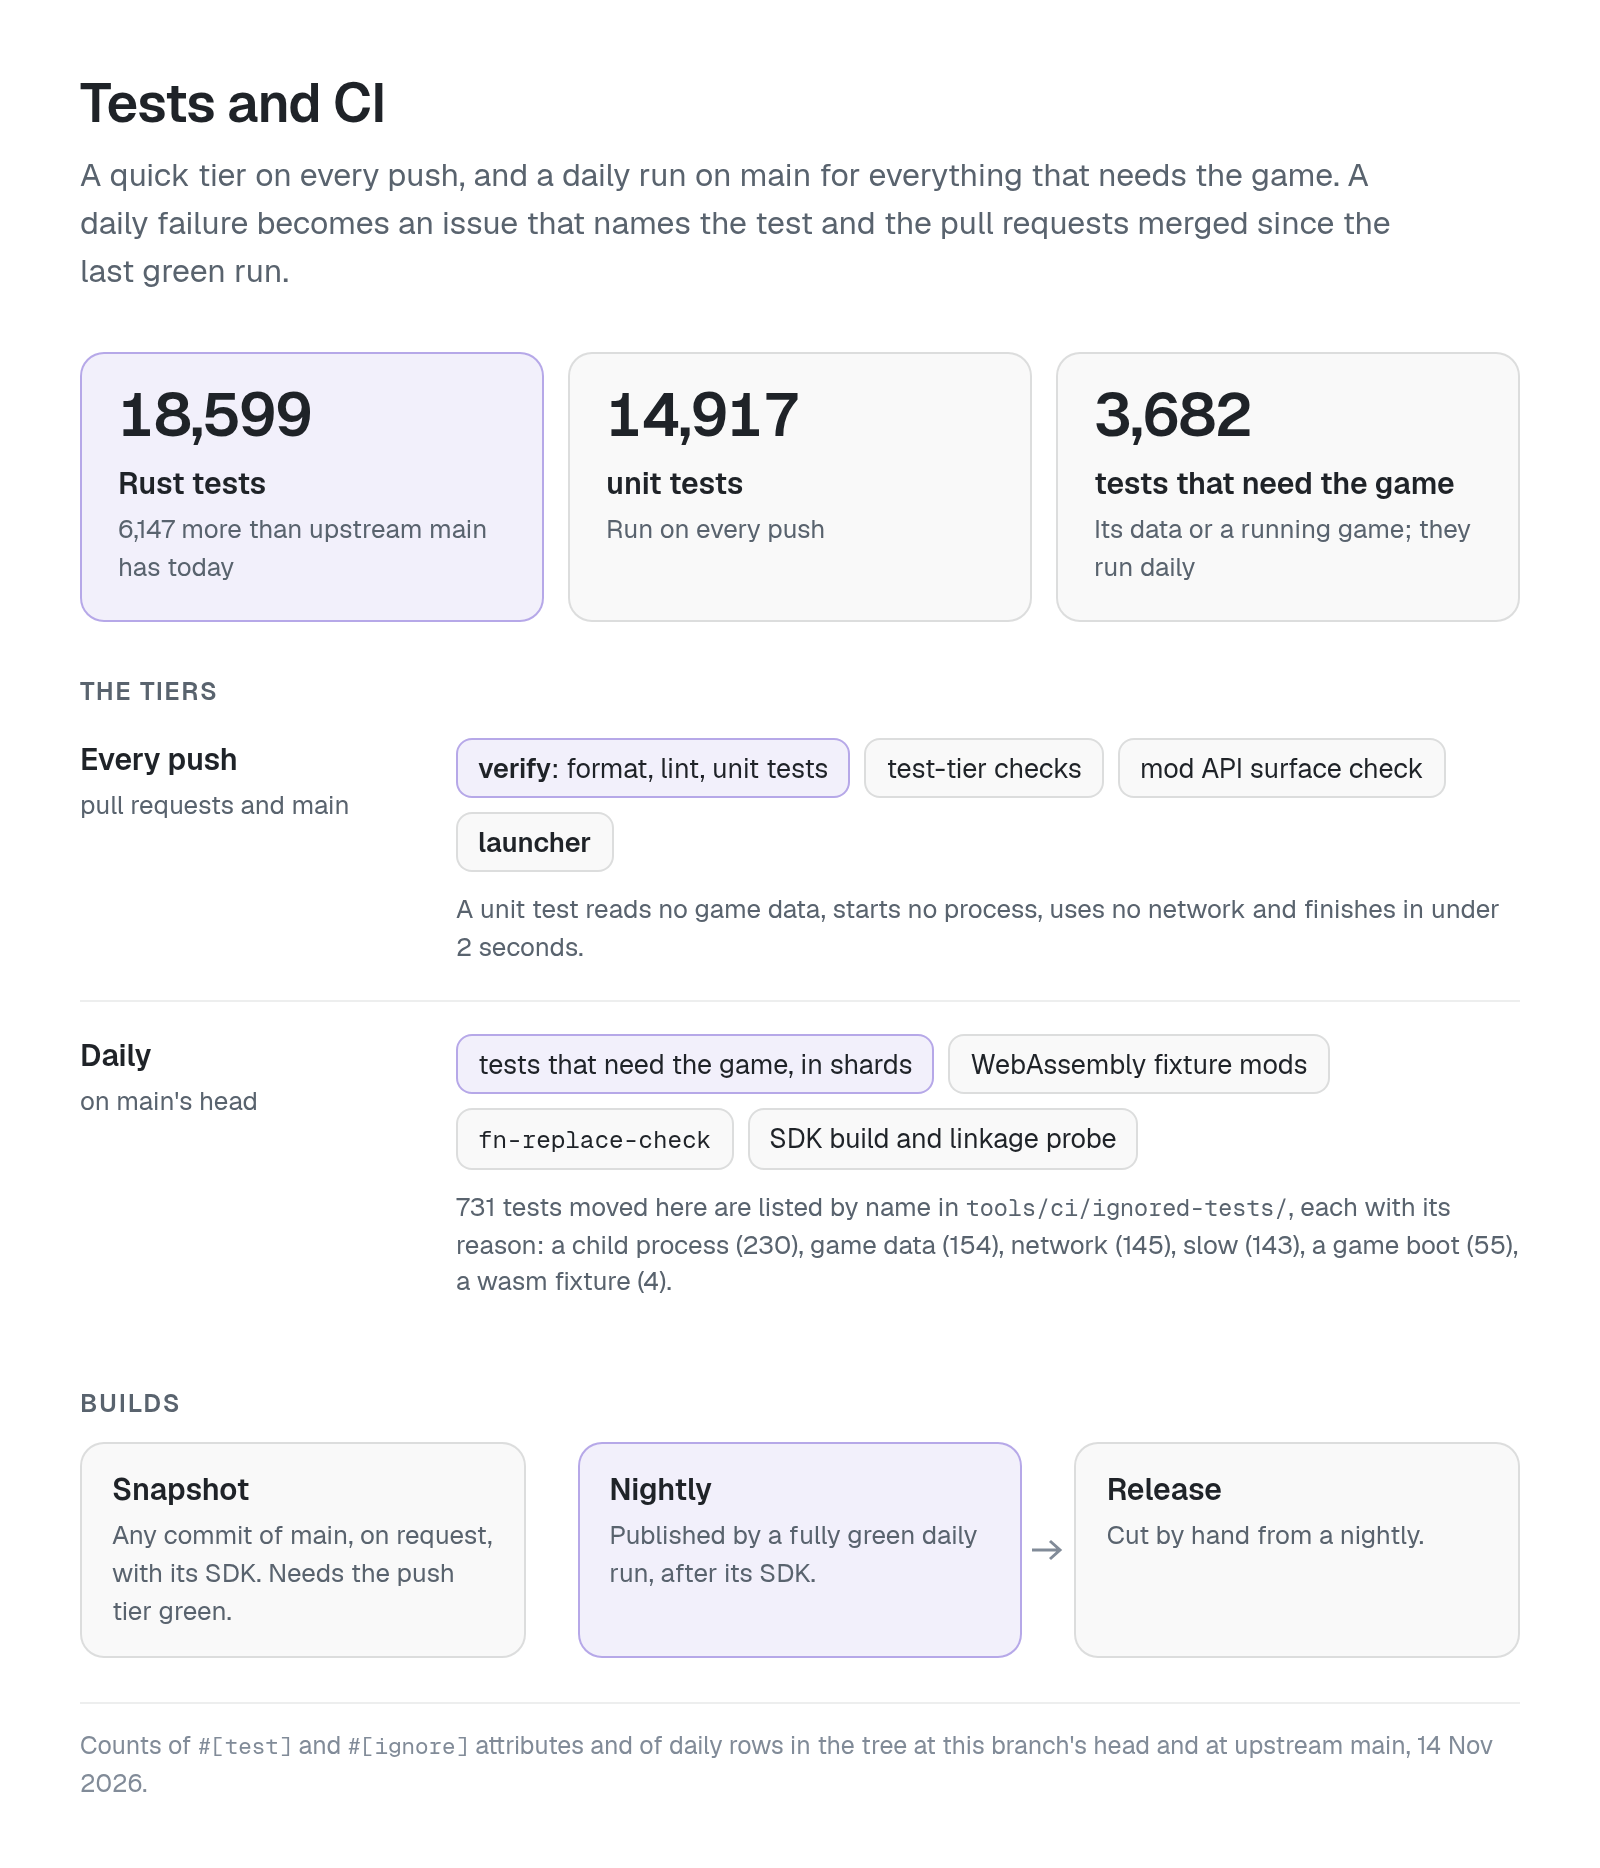 Tests and CI
A quick tier on every push, and a daily run on main for everything that needs the game. A
daily failure becomes an issue that names the test and the pull requests merged since the
last green run.
18,599
Rust tests
6,147 more than upstream main
has today
14,917
unit tests
Run on every push
3,682
tests that need the game
Its data or a running game; they
run daily
THE TIERS
Every push
pull requests and main
verify: format, lint, unit tests
test-tier checks
mod API surface check
launcher
A unit test reads no game data, starts no process, uses no network and finishes in under
2 seconds.
Daily
on main's head
tests that need the game, in shards
WebAssembly fixture mods
fn-replace-check
SDK build and linkage probe
731 tests moved here are listed by name in tools/ci/ignored-tests/, each with its
reason: a child process (230), game data (154), network (145), slow (143), a game boot (55),
a wasm fixture (4).
BUILDS
Snapshot
Any commit of main, on request,
with its SDK. Needs the push
tier green.
Nightly
Published by a fully green daily
run, after its SDK.
→
Release
Cut by hand from a nightly.
Counts of #[test] and #[ignore] attributes and of daily rows in the tree at this branch's head and at upstream main, 14 Nov
2026.